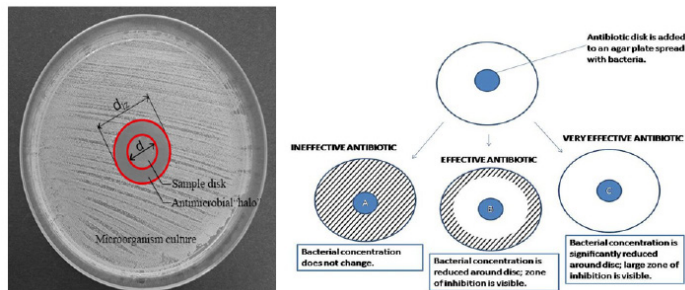 d_iz
d
Sample disk
Antimicrobial 'halo'
Microorganism culture
Antibiotic disk is added
to an agar plate spread
with bacteria.
INEFFECTIVE ANTIBIOTIC
EFFECTIVE ANTIBIOTIC
VERY EFFECTIVE ANTIBIOTIC
A
B
C
Bacterial concentration
does not change.
Bacterial concentration is
reduced around disc; zone
of inhibition is visible.
Bacterial concentration is
significantly reduced
around disc; large zone of
inhibition is visible.